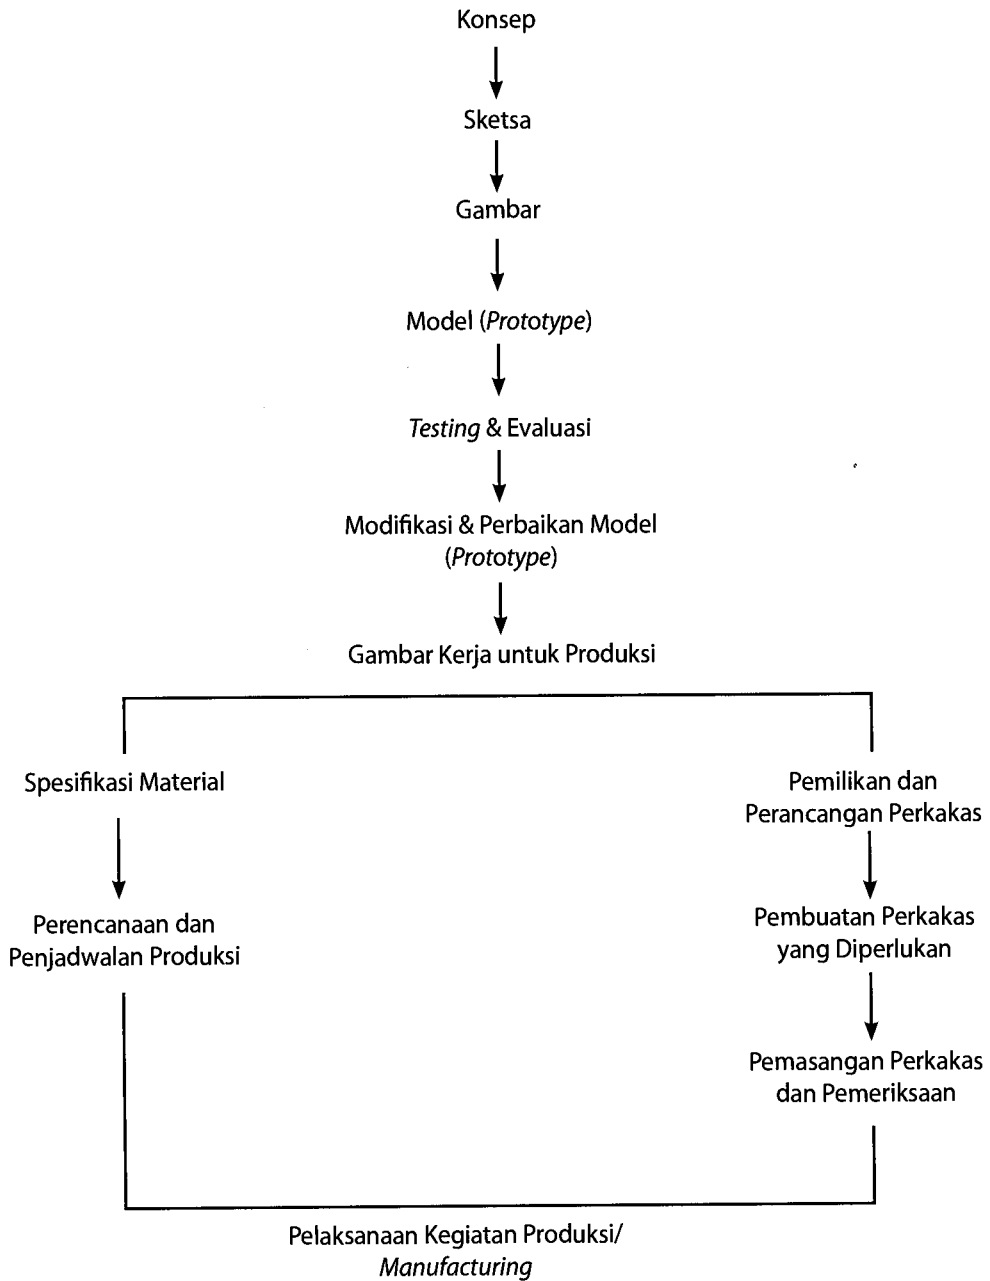 Konsep
Sketsa
Gambar
Model (Prototype)
Testing & Evaluasi
Modifikasi & Perbaikan Model
(Prototype)
Gambar Kerja untuk Produksi
Spesifikasi Material
Perencanaan dan
Penjadwalan Produksi
Pemilikan dan
Perancangan Perkakas
Pembuatan Perkakas
yang Diperlukan
Pemasangan Perkakas
dan Pemeriksaan
Pelaksanaan Kegiatan Produksi/
Manufacturing